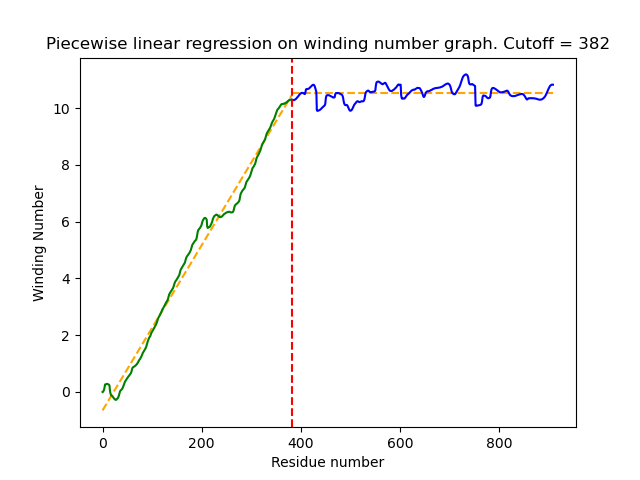 Piecewise linear regression on winding number graph. Cutoff = 382
10
8
6
4
2
0
Winding Number
0 200 400 600 800
Residue number